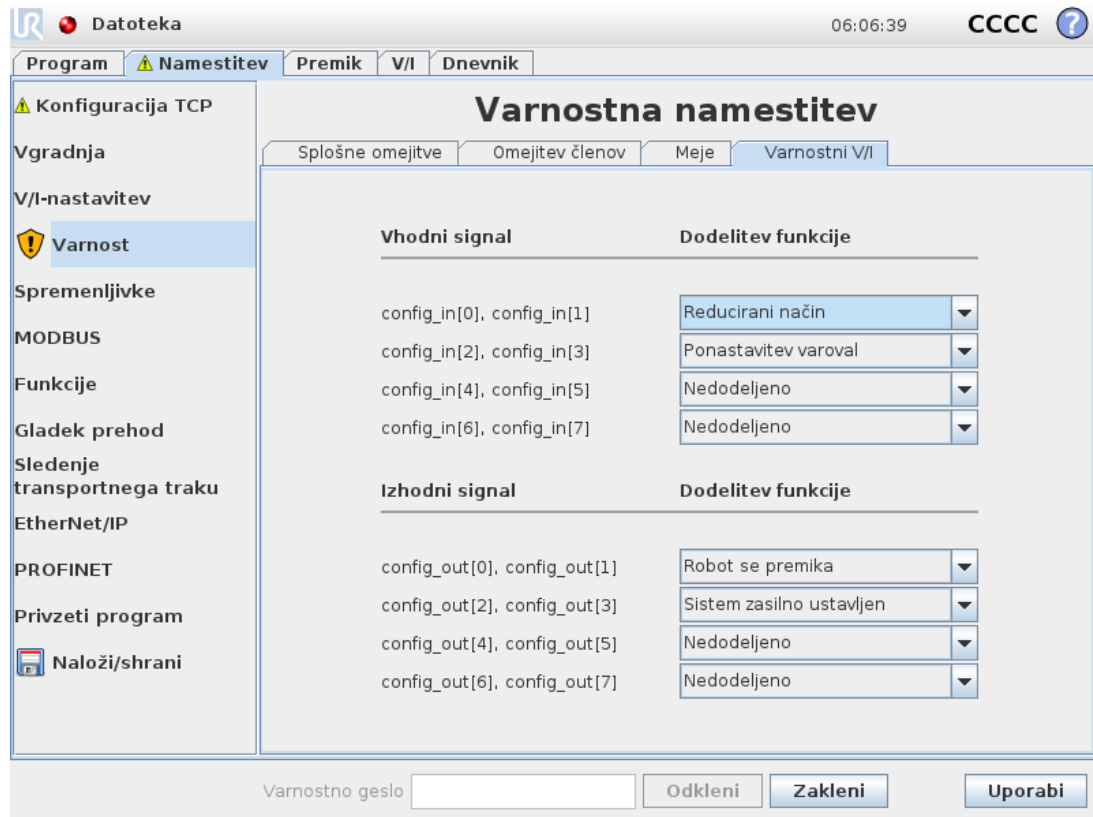 UR
Datoteka
06:06:39
CCCC
?
Program
Namestitev
Premik
V/I
Dnevnik
Konfiguracija TCP
Vgradnja
V/I-nastavitev
Varnost
Spremenljivke
MODBUS
Funkcije
Gladek prehod
Sledenje
transportnega traku
EtherNet/IP
PROFINET
Privzeti program
Naloži/shrani
Varnostna namestitev
Splošne omejitve
Omejitev členov
Meje
Varnostni V/I
Vhodni signal Dodelitev funkcije
config_in[0], config_in[1] Reducirani način
config_in[2], config_in[3] Ponastavitev varoval
config_in[4], config_in[5] Nedodeljeno
config_in[6], config_in[7] Nedodeljeno
Izhodni signal Dodelitev funkcije
config_out[0], config_out[1] Robot se premika
config_out[2], config_out[3] Sistem zasilno ustavljen
config_out[4], config_out[5] Nedodeljeno
config_out[6], config_out[7] Nedodeljeno
Varnostno geslo
Odkleni
Zakleni
Uporabi